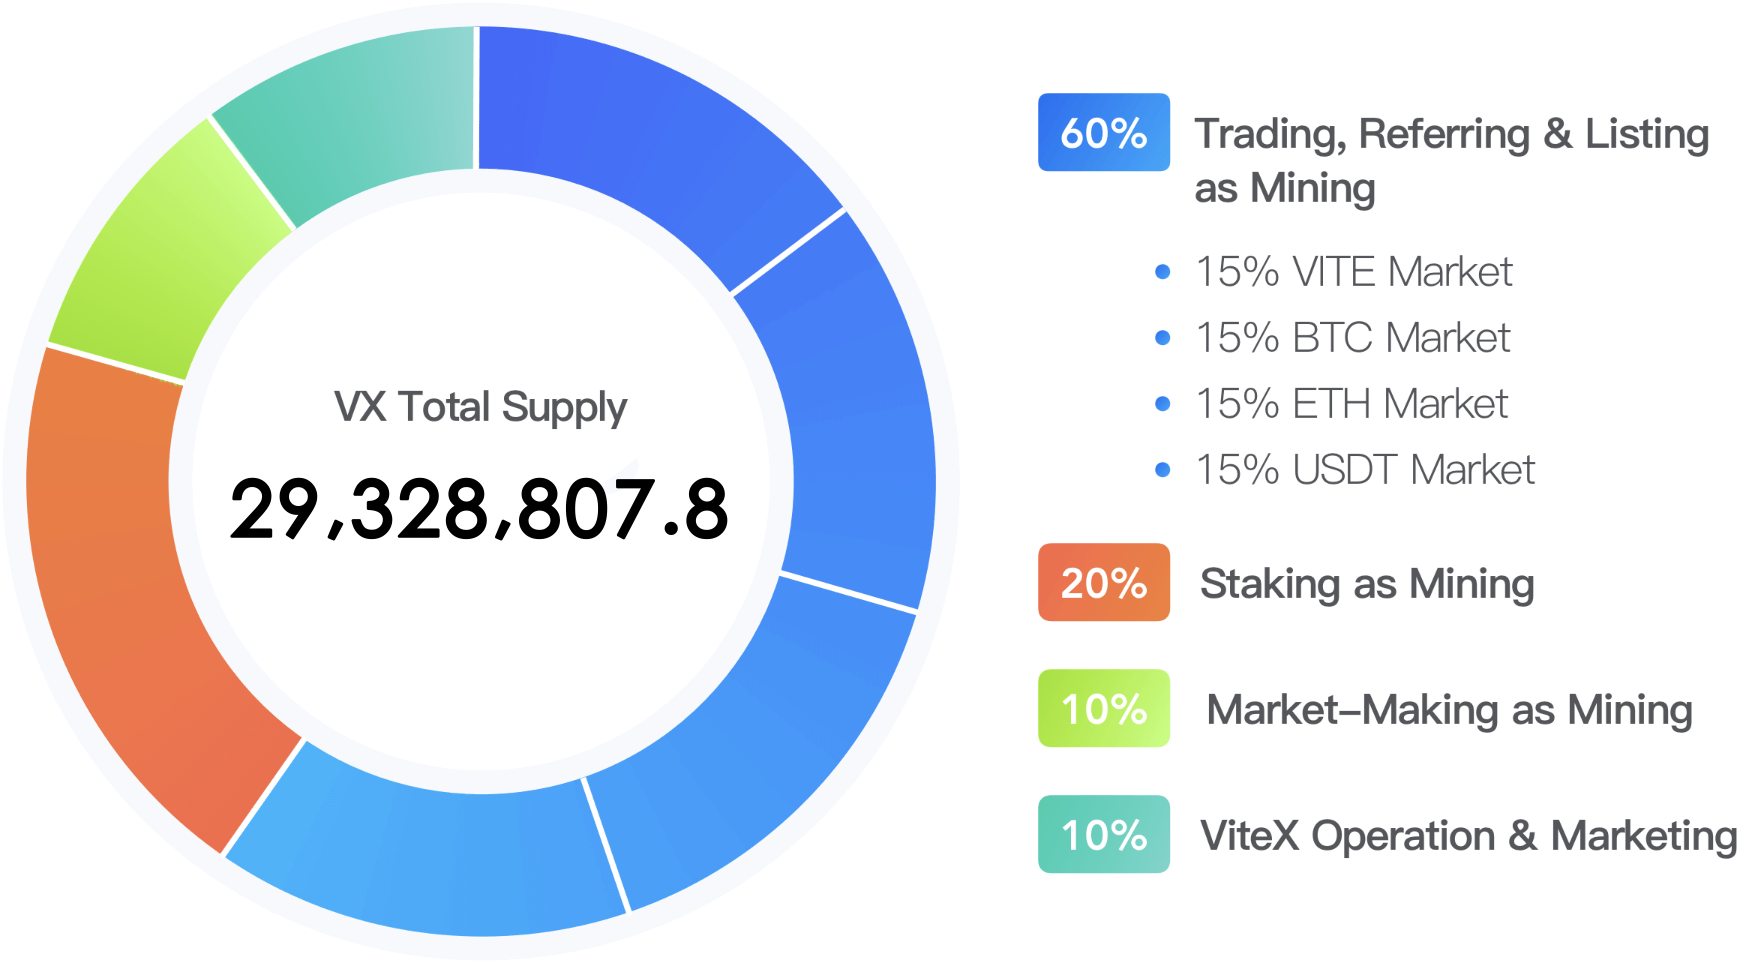 VX Total Supply
29,328,807.8
60% Trading, Referring & Listing
as Mining
15% VITE Market
15% BTC Market
15% ETH Market
15% USDT Market
20% Staking as Mining
10% Market–Making as Mining
10% ViteX Operation & Marketing